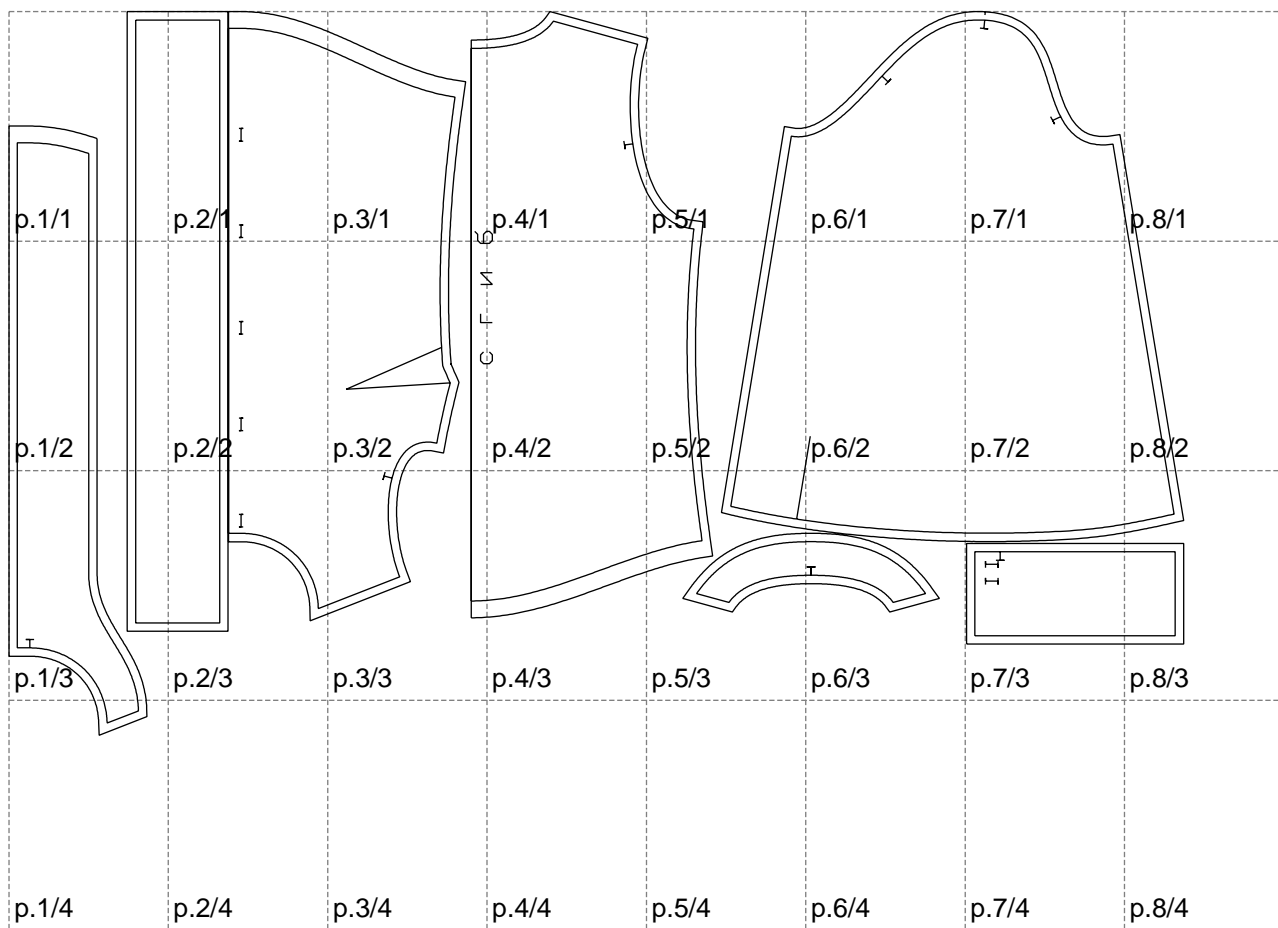 p.1/1 p.2/1 p.3/1 p.4/1 p.5/1 p.6/1 p.7/1 p.8/1
p.1/2 p.2/2 p.3/2 p.4/2 p.5/2 p.6/2 p.7/2 p.8/2
p.1/3 p.2/3 p.3/3 p.4/3 p.5/3 p.6/3 p.7/3 p.8/3
p.1/4 p.2/4 p.3/4 p.4/4 p.5/4 p.6/4 p.7/4 p.8/4
СГИБ